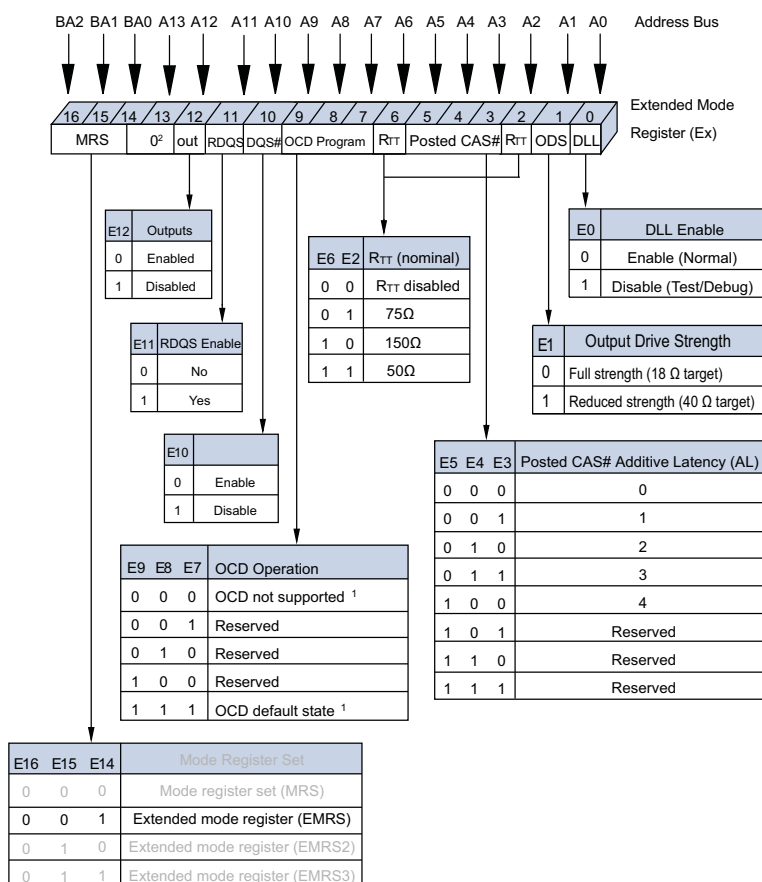 BA2 BA1 BA0 A13 A12 A11 A10 A9 A8 A7 A6 A5 A4 A3 A2 A1 A0 Address Bus
16 15 14 13 12 11 10 9 8 7 6 5 4 3 2 1 0
Extended Mode
Register (Ex)
MRS 0² out RDQS DQS# OCD Program RTT Posted CAS# RTT ODS DLL
E12 Outputs
0 Enabled
1 Disabled
E11 RDQS Enable
0 No
1 Yes
E10
0 Enable
1 Disable
E9 E8 E7 OCD Operation
0 0 0 OCD not supported ¹
0 0 1 Reserved
0 1 0 Reserved
1 0 0 Reserved
1 1 1 OCD default state ¹
E16 E15 E14 Mode Register Set
0 0 0 Mode register set (MRS)
0 0 1 Extended mode register (EMRS)
0 1 0 Extended mode register (EMRS2)
0 1 1 Extended mode register (EMRS3)
E6 E2 RTT (nominal)
0 0 RTT disabled
0 1 75Ω
1 0 150Ω
1 1 50Ω
E0 DLL Enable
0 Enable (Normal)
1 Disable (Test/Debug)
E1 Output Drive Strength
0 Full strength (18 Ω target)
1 Reduced strength (40 Ω target)
E5 E4 E3 Posted CAS# Additive Latency (AL)
0 0 0 0
0 0 1 1
0 1 0 2
0 1 1 3
1 0 0 4
1 0 1 Reserved
1 1 0 Reserved
1 1 1 Reserved